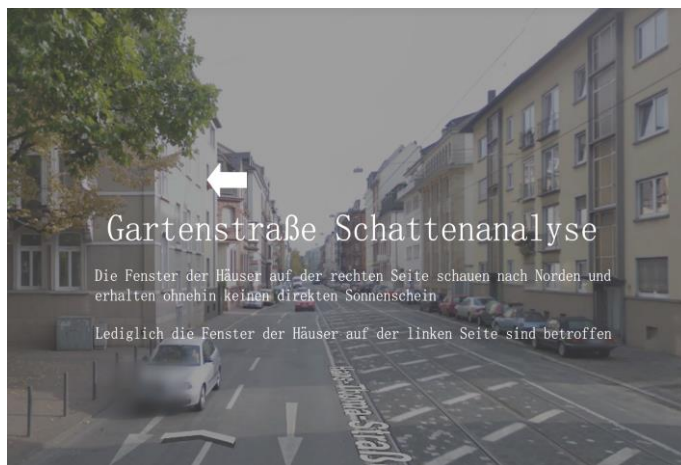 Gartenstraße Schattenanalyse
Die Fenster der Häuser auf der rechten Seite schauen nach Norden und
erhalten ohnehin keinen direkten Sonnenschein
Lediglich die Fenster der Häuser auf der linken Seite sind betroffen